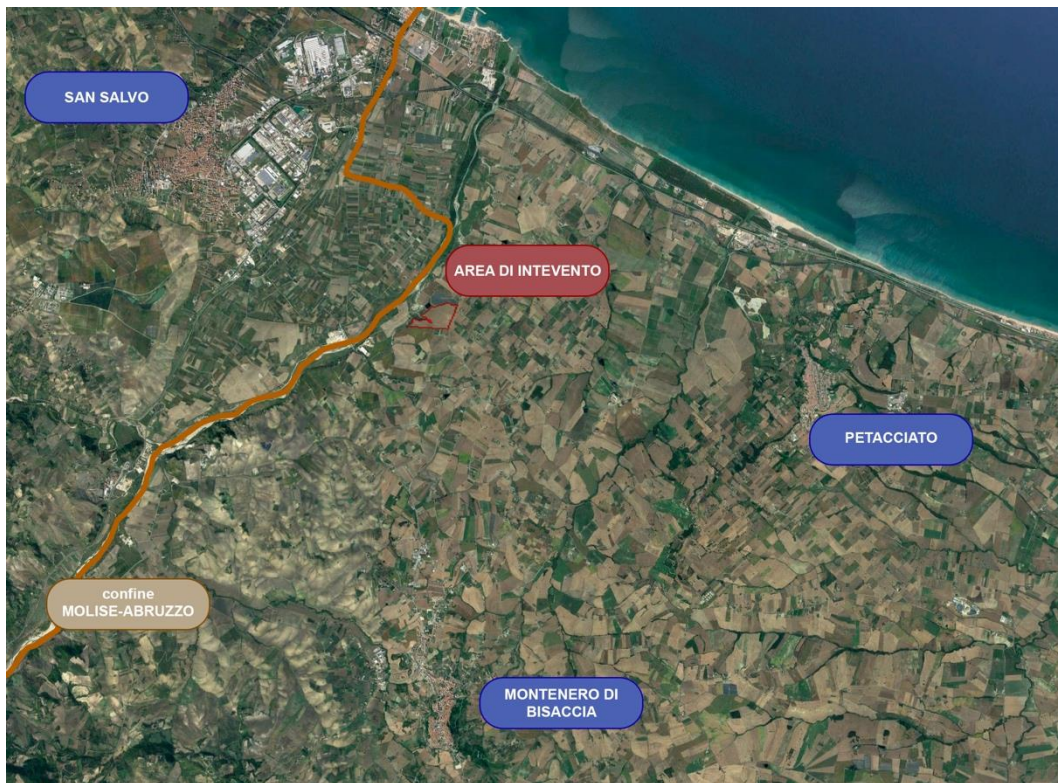 SAN SALVO
AREA DI INTEVENTO
PETACCIATO
confine
MOLISE-ABRUZZO
MONTENERO DI
BISACCIA